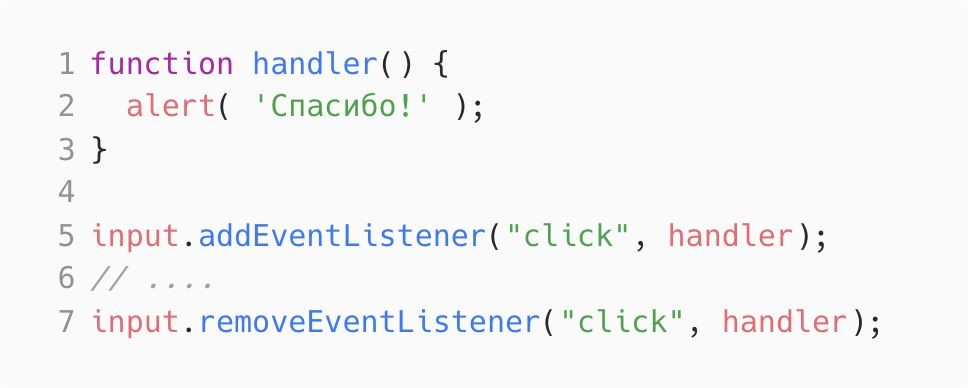 1 function handler() {
2   alert( 'Спасибо!' );
3 }
4
5 input.addEventListener("click", handler);
6 // ....
7 input.removeEventListener("click", handler);